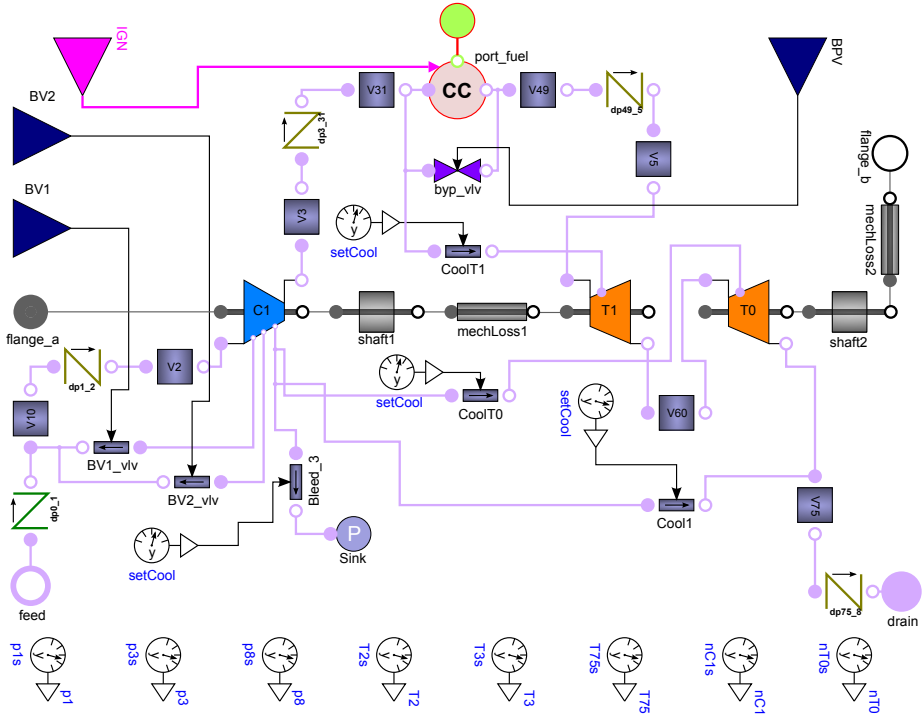 IGN
port_fuel
BPV
BV2
V31
CC
V49
dp49_5
dp3_31
V5
byp_vlv
flange_b
BV1
V3
y
setCool
CoolT1
mechLoss2
C1
T1
T0
flange_a
shaft1
mechLoss1
shaft2
dp1_2
V2
y
setCool
CoolT0
setCool
y
V60
V10
BV1_vlv
BV2_vlv
Bleed_3
Cool1
V75
dp0_1
y
setCool
P
Sink
feed
dp75_8
drain
p1s
y
p1
p3s
y
p3
p8s
y
p8
T2s
y
T2
T3s
y
T3
T75s
y
T75
nC1s
y
nC1
nT0s
y
nT0